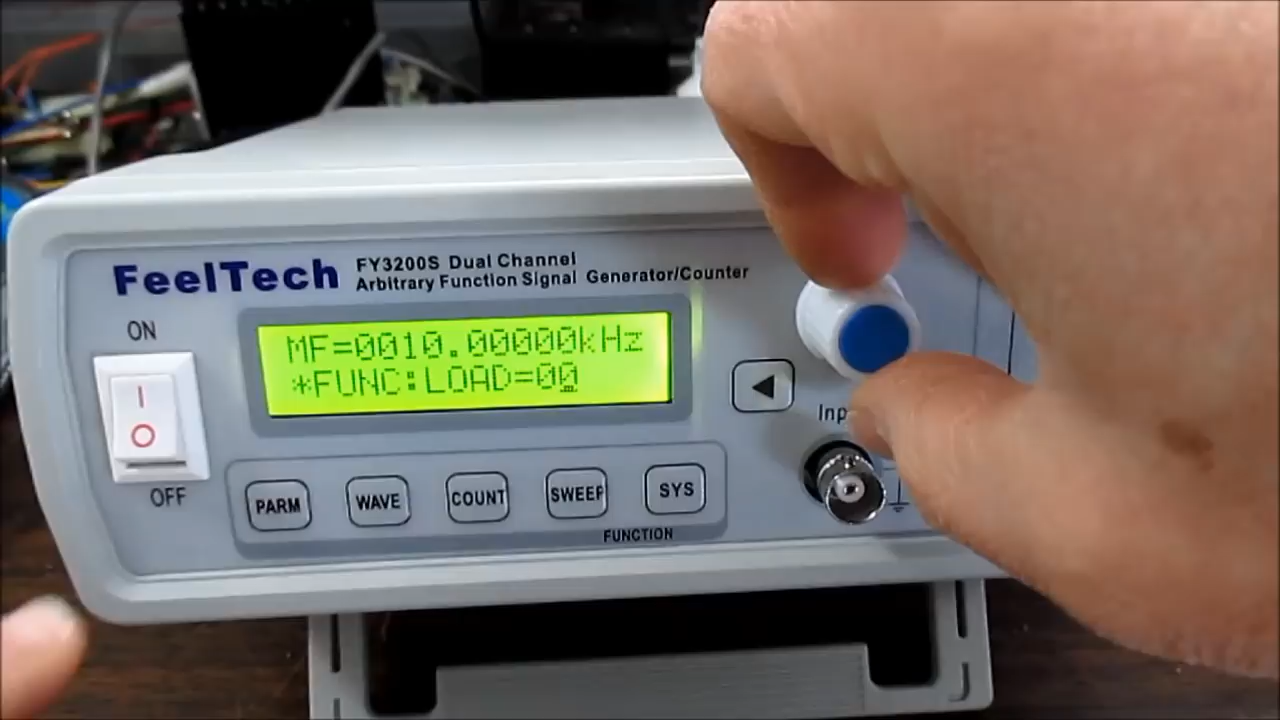 FeelTech
FY3200S Dual Channel
Arbitrary Function Signal Generator/Counter
ON
MF=0010.00000kHz
*FUNC:LOAD=00
OFF
Inp
PARM
WAVE
COUNT
SWEEP
SYS
FUNCTION